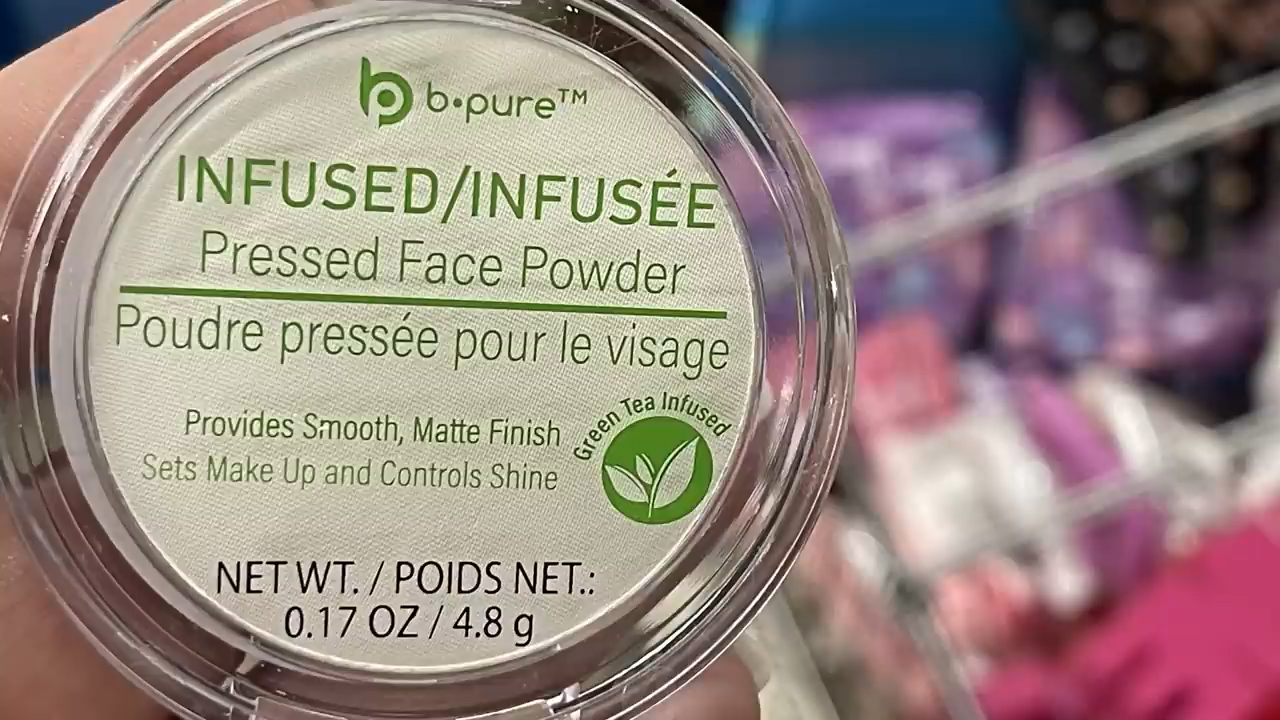 b•pure™
INFUSED/INFUSÉE
Pressed Face Powder
Poudre pressée pour le visage
Provides Smooth, Matte Finish
Sets Make Up and Controls Shine
Green Tea Infused
NET WT. / POIDS NET.:
0.17 OZ / 4.8 g